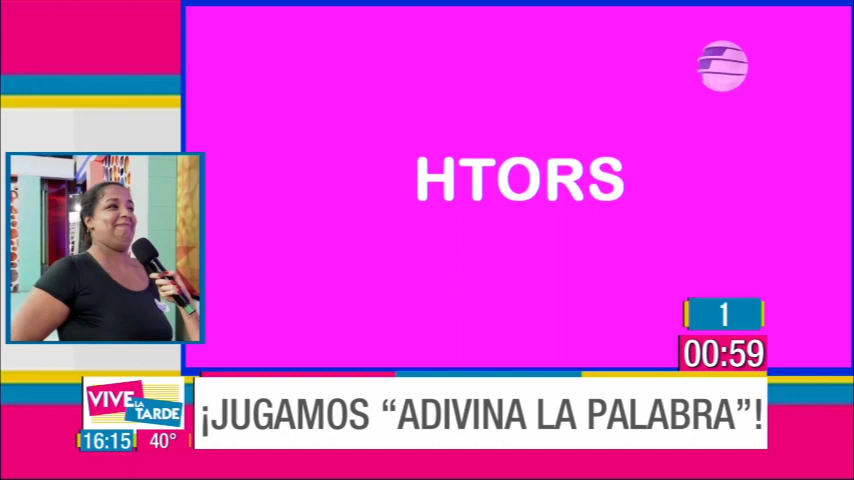 HTORS
1
00:59
VIVE
LA
TARDE
¡JUGAMOS “ADIVINA LA PALABRA”!
16:15 40°